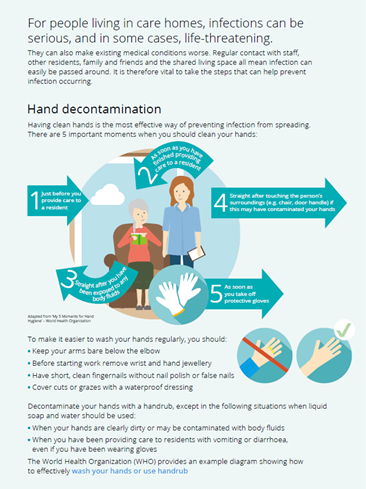 For people living in care homes, infections can be
serious, and in some cases, life-threatening.
They can also make existing medical conditions worse. Regular contact with staff,
other residents, family and friends and the shared living space all mean infection can
easily be passed around. It is therefore vital to take the steps that can help prevent
infection occurring.
Hand decontamination
Having clean hands is the most effective way of preventing infection from spreading.
There are 5 important moments when you should clean your hands:
1 Just before you
provide care to
a resident
2 As soon as you have
finished providing
care to a resident
3 Straight after you have
been exposed to any
body fluids
4 Straight after touching the person's
surroundings (e.g. chair, door handle) if
this may have contaminated your hands
5 As soon as
you take off
protective gloves
Adapted from 'My 5 Moments for Hand
Hygiene' – World Health Organization
To make it easier to wash your hands regularly, you should:
• Keep your arms bare below the elbow
• Before starting work remove wrist and hand jewellery
• Have short, clean fingernails without nail polish or false nails
• Cover cuts or grazes with a waterproof dressing
Decontaminate your hands with a handrub, except in the following situations when liquid
soap and water should be used:
• When your hands are clearly dirty or may be contaminated with body fluids
• When you have been providing care to residents with vomiting or diarrhoea,
even if you have been wearing gloves
The World Health Organization (WHO) provides an example diagram showing how
to effectively wash your hands or use handrub